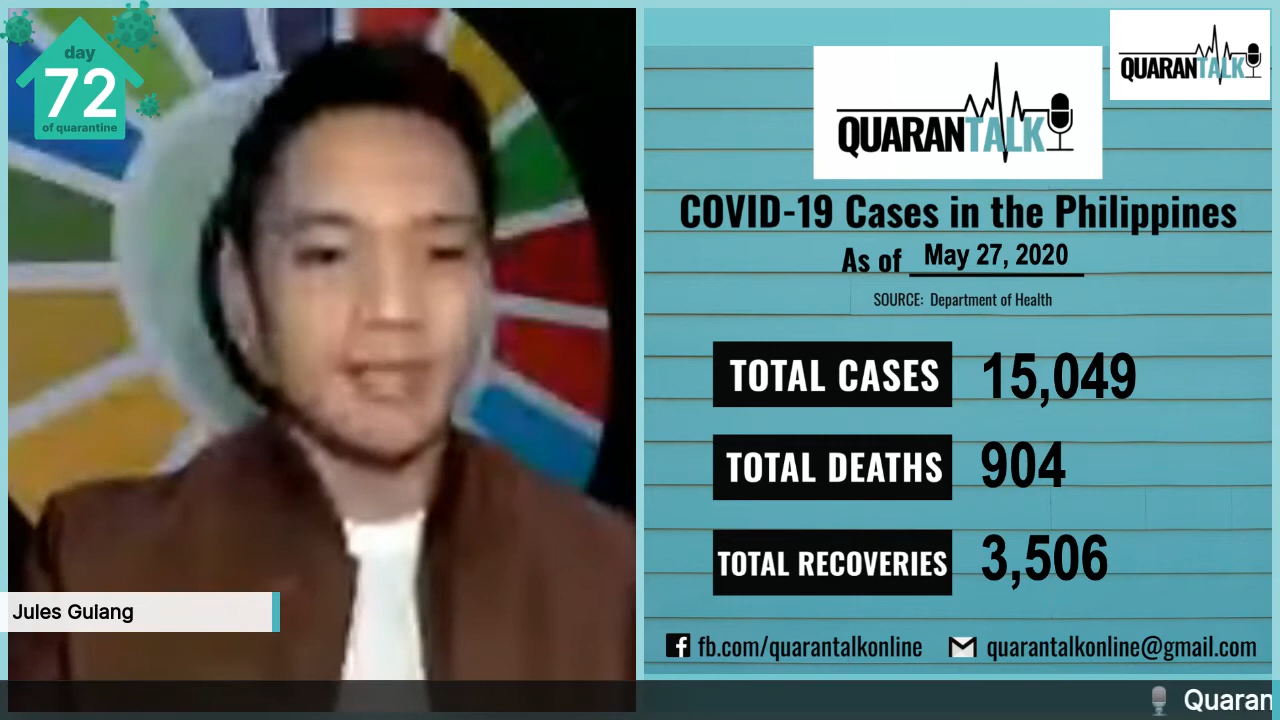 day
72
of quarantine
Jules Gulang
QUARANTALK
QUARANTALK
COVID-19 Cases in the Philippines
As of May 27, 2020
SOURCE: Department of Health
TOTAL CASES 15,049
TOTAL DEATHS 904
TOTAL RECOVERIES 3,506
fb.com/quarantalkonline quarantalkonline@gmail.com
Quaran